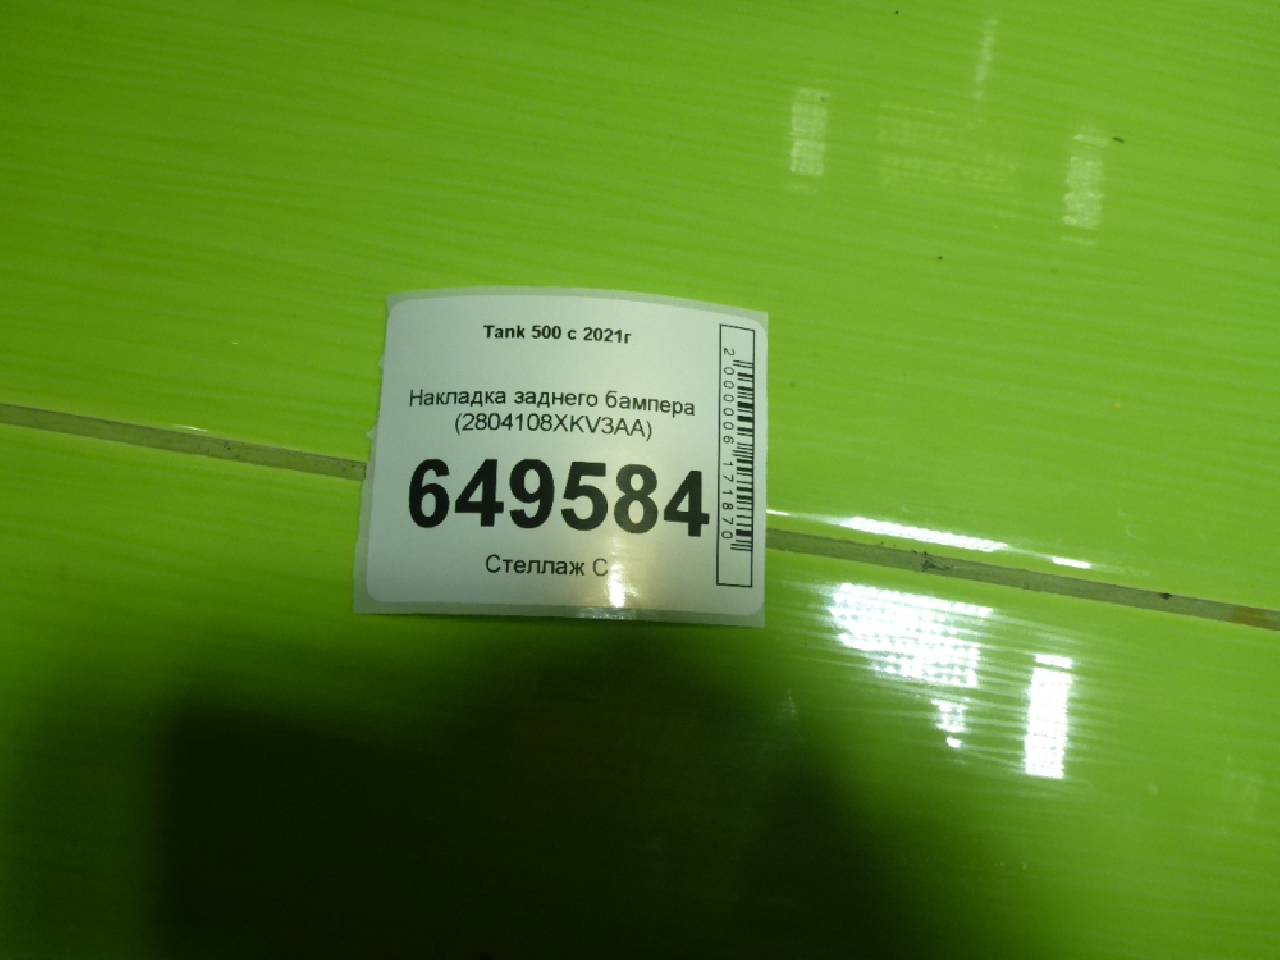 Tank 500 с 2021г
Накладка заднего бампера
(2804108XKV3AA)
649584
Стеллаж С
2000006171870